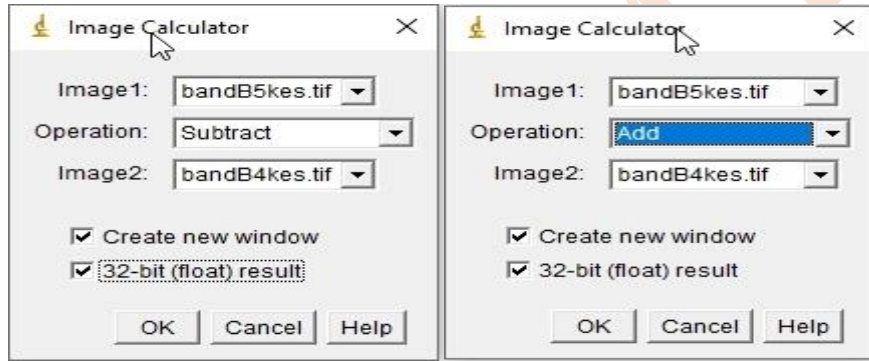 Image Calculator
Image1: bandB5kes.tif
Operation: Subtract
Image2: bandB4kes.tif
Create new window
32-bit (float) result
OK Cancel Help
Image Calculator
Image1: bandB5kes.tif
Operation: Add
Image2: bandB4kes.tif
Create new window
32-bit (float) result
OK Cancel Help